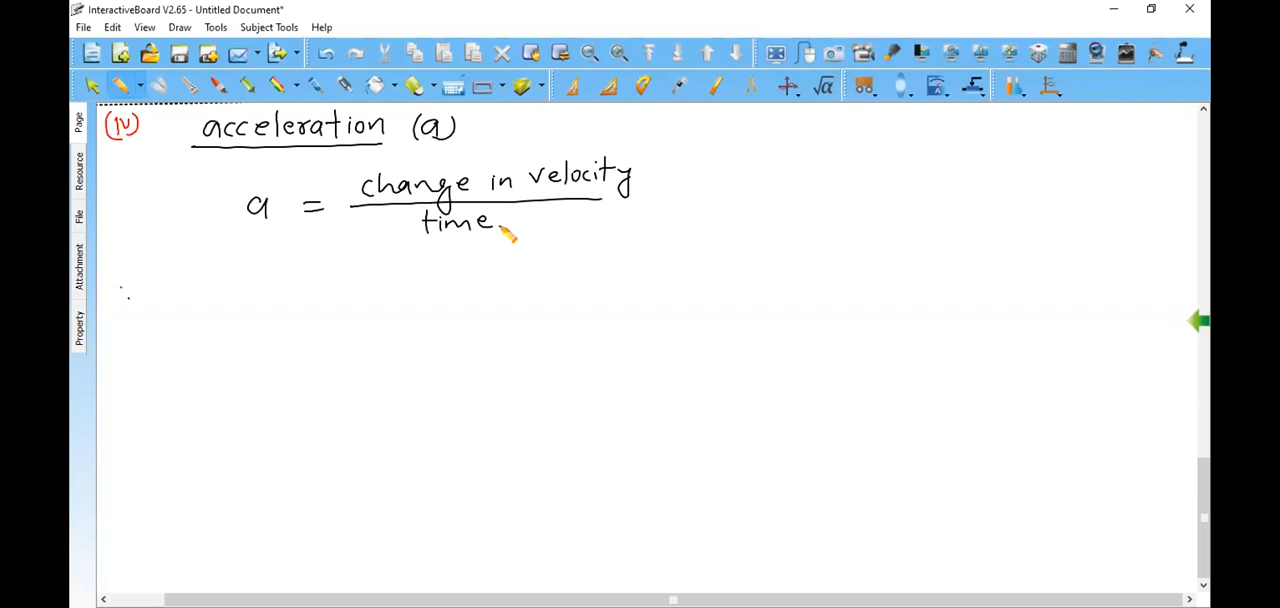 InteractiveBoard V2.65 - Untitled Document*
File Edit View Draw Tools Subject Tools Help
Page
Resource
File
Attachment
Property
(IV) acceleration (a)
a = change in velocity
time